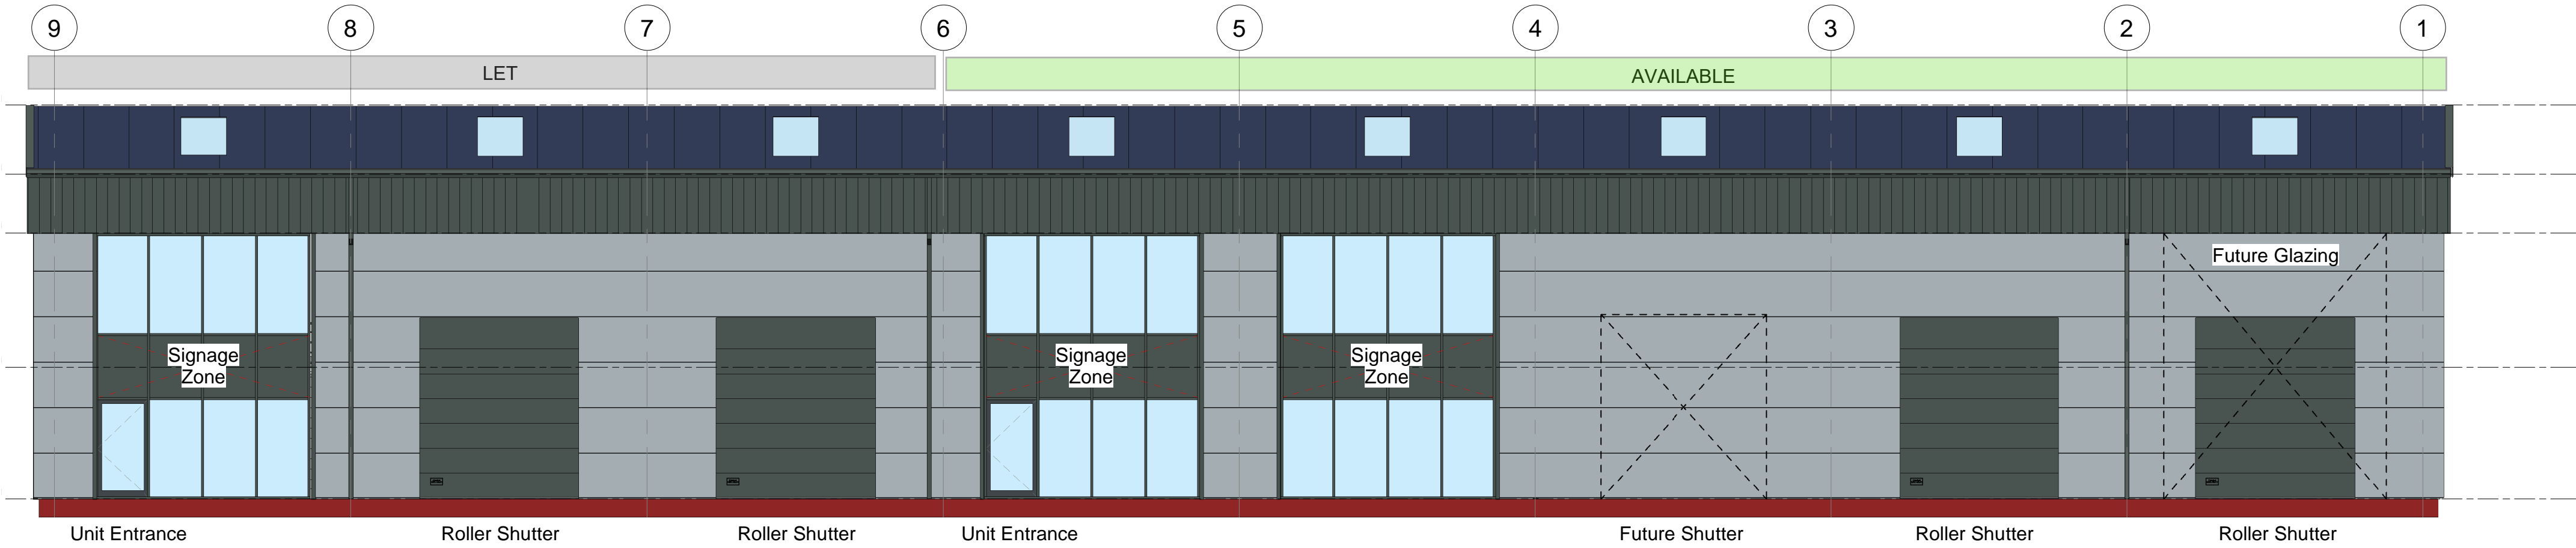 9 8 7 6 5 4 3 2 1
LET AVAILABLE
Future Glazing
Signage
Zone
Signage
Zone
Signage
Zone
Unit Entrance Roller Shutter Roller Shutter Unit Entrance Future Shutter Roller Shutter Roller Shutter